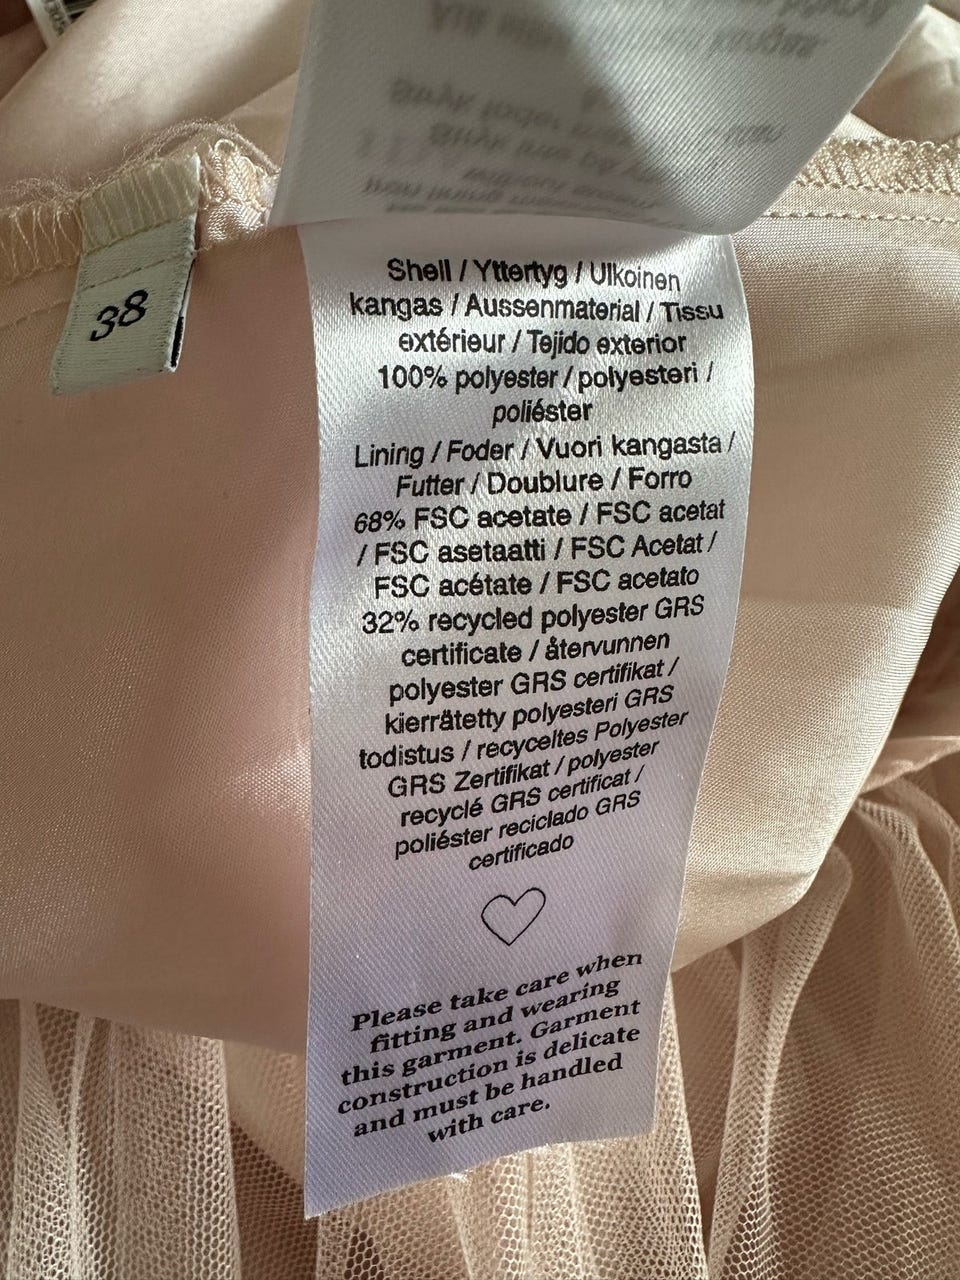 38
Shell / Yttertyg / Ulkoinen
kangas / Aussenmaterial / Tissu
extérieur / Tejido exterior
100% polyester / polyesteri /
poliéster
Lining / Foder / Vuori kangasta /
Futter / Doublure / Forro
68% FSC acetate / FSC acetat
/ FSC asetaatti / FSC Acetat /
FSC acétate / FSC acetato
32% recycled polyester GRS
certificate / återvunnen
polyester GRS certifikat /
kierrätetty polyesteri GRS
todistus / recyceltes Polyester
GRS Zertifikat / polyester
recyclé GRS certificat /
poliéster reciclado GRS
certificado
Please take care when
fitting and wearing
this garment. Garment
construction is delicate
and must be handled
with care.